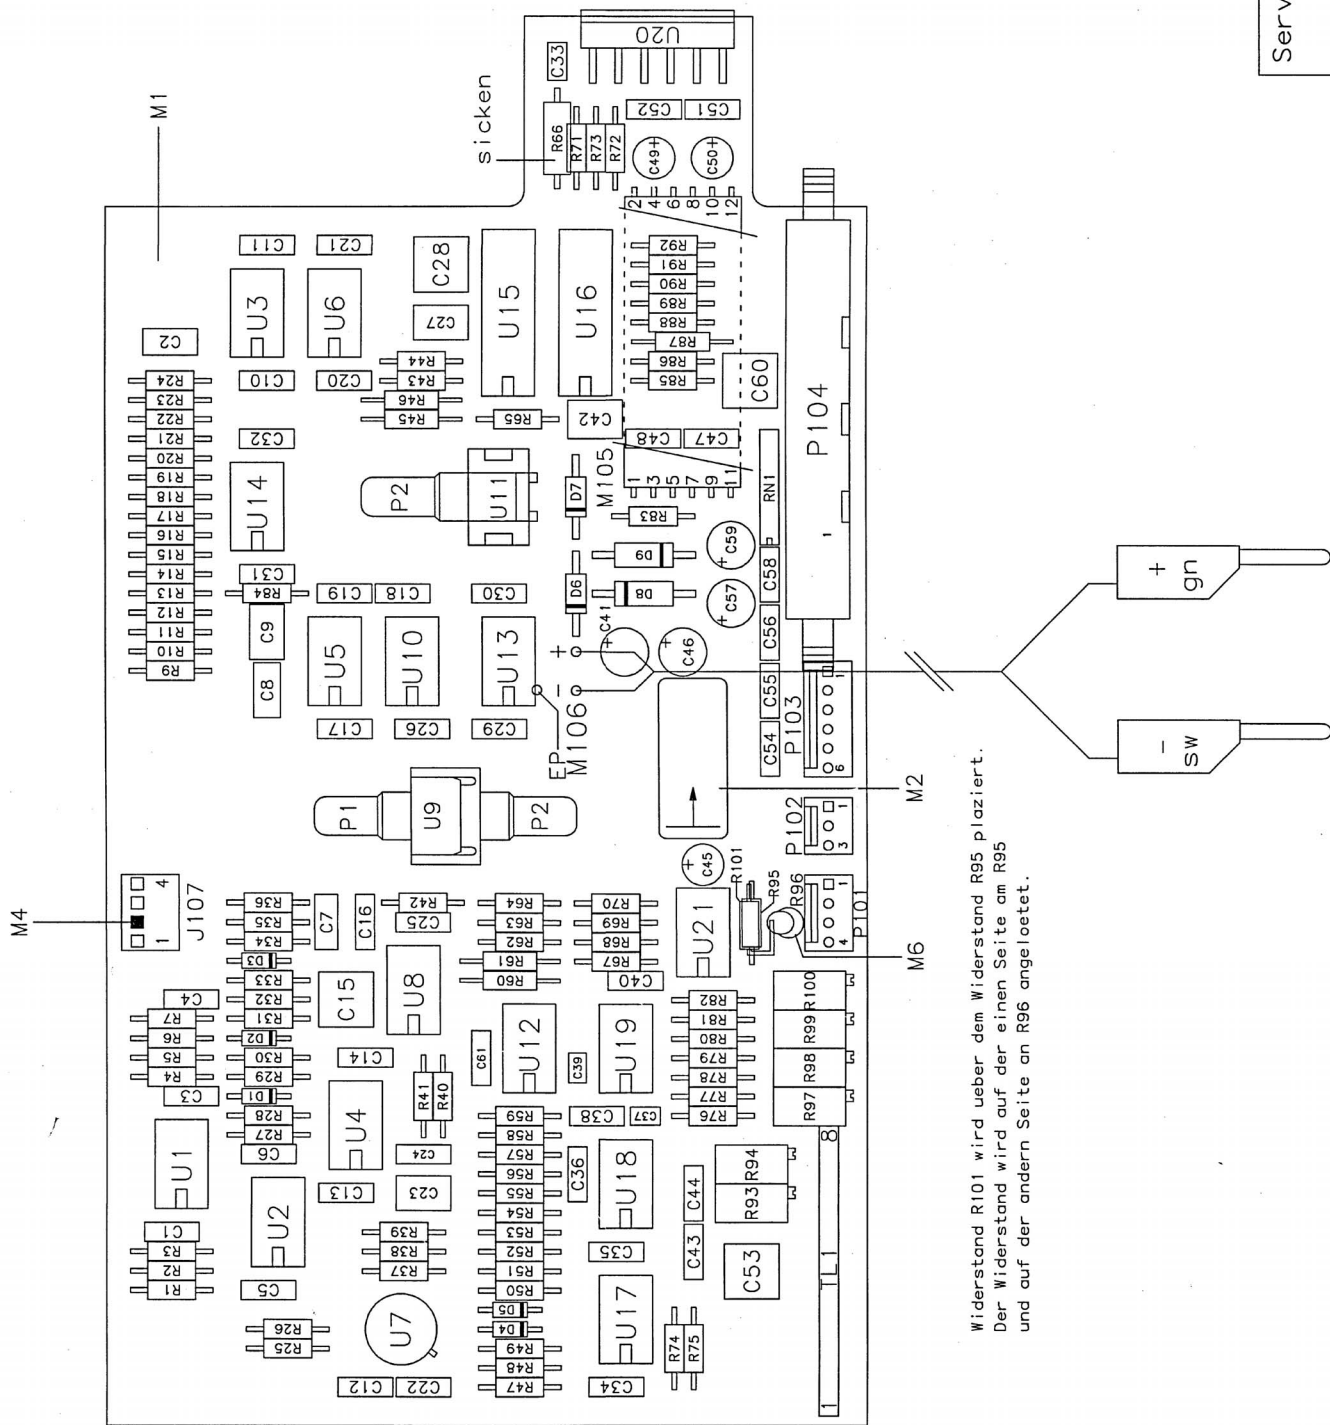 Serv
M1
M4
sicken
U20
C33
R66
R71
R73
R72
C52
C51
C49+
C50+
2
4
6
8
10
12
C11
C21
C28
U3
U6
C27
U15
U16
C2
C10
C20
R44
R43
R46
R45
R65
C42
R92
R91
R90
R89
R88
R87
R86
R85
C60
C48
C47
R24
R23
R22
R21
R20
R19
R18
R17
R16
R15
R14
R13
R12
R11
R10
R9
C32
U14
C31
R84
C9
C8
P2
U11
D7
M105
1
3
5
7
9
11
R83
RN1
P104
1
C19
C18
C30
D6
D9
D8
+
C59
+
C57
C58
C56
C55
C54
U5
U10
U13
+
C41
+
C46
+
-
C17
C26
C29
EP
M106
P103
1
6
+
gn
-
sw
P1
U9
P2
M2
P102
1
3
J107
1
4
R36
R35
R34
D3
R33
R32
R31
D2
R30
R29
D1
R28
R27
C7
C16
R42
C25
R64
R63
R62
R61
R60
R70
R69
R68
R67
C40
U21
+
C45
R101
R95
R96
P101
1
4
M6
C4
R7
R6
R5
R4
C3
C15
U8
C14
C61
U12
C39
U19
R82
R81
R80
R79
R78
R77
R76
R100
R99
R98
R97
R41
R40
U1
U4
C6
C24
R59
R58
R57
R56
R55
R54
R53
R52
R51
R50
D5
D4
R49
R48
R47
C38
C37
C36
U18
C44
C43
R94
R93
8
TL1
1
C1
R3
R2
R1
U2
C13
C23
C5
R39
R38
R37
C35
C53
R26
R25
U7
U17
R74
R75
C12
C22
C34
Widerstand R101 wird ueber dem Widerstand R95 plaziert.
Der Widerstand wird auf der einen Seite am R95
und auf der andern Seite an R96 angeloetet.